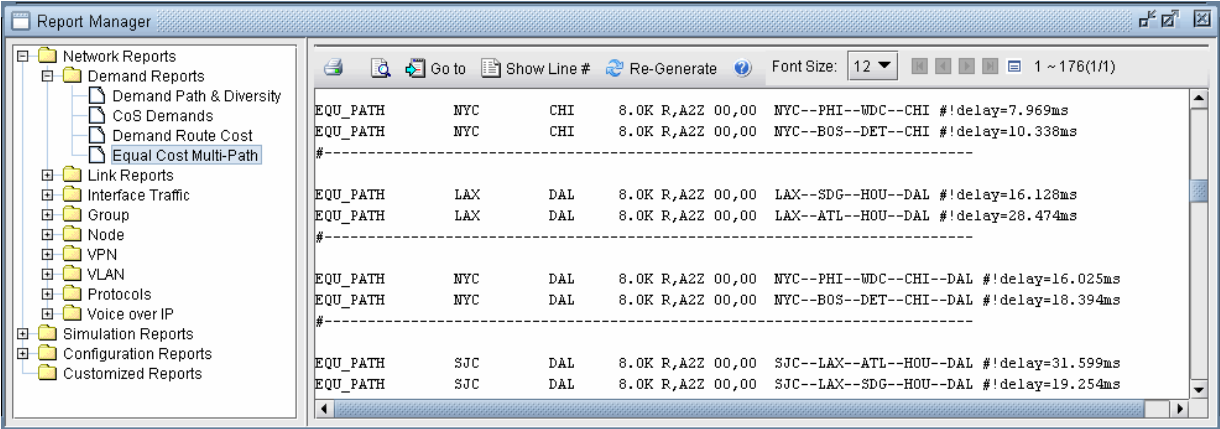 Report Manager
Network Reports
Demand Reports
Demand Path & Diversity
CoS Demands
Demand Route Cost
Equal Cost Multi-Path
Link Reports
Interface Traffic
Group
Node
VPN
VLAN
Protocols
Voice over IP
Simulation Reports
Configuration Reports
Customized Reports
Go to Show Line # Re-Generate Font Size: 12 1 ~ 176(1/1)
EQU_PATH NYC CHI 8.0K R,A2Z 00,00 NYC--PHI--WDC--CHI #!delay=7.969ms
EQU_PATH NYC CHI 8.0K R,A2Z 00,00 NYC--BOS--DET--CHI #!delay=10.338ms
#--------------------------------------------------------------------------------
EQU_PATH LAX DAL 8.0K R,A2Z 00,00 LAX--SDG--HOU--DAL #!delay=16.128ms
EQU_PATH LAX DAL 8.0K R,A2Z 00,00 LAX--ATL--HOU--DAL #!delay=28.474ms
#--------------------------------------------------------------------------------
EQU_PATH NYC DAL 8.0K R,A2Z 00,00 NYC--PHI--WDC--CHI--DAL #!delay=16.025ms
EQU_PATH NYC DAL 8.0K R,A2Z 00,00 NYC--BOS--DET--CHI--DAL #!delay=18.394ms
#--------------------------------------------------------------------------------
EQU_PATH SJC DAL 8.0K R,A2Z 00,00 SJC--LAX--ATL--HOU--DAL #!delay=31.599ms
EQU_PATH SJC DAL 8.0K R,A2Z 00,00 SJC--LAX--SDG--HOU--DAL #!delay=19.254ms